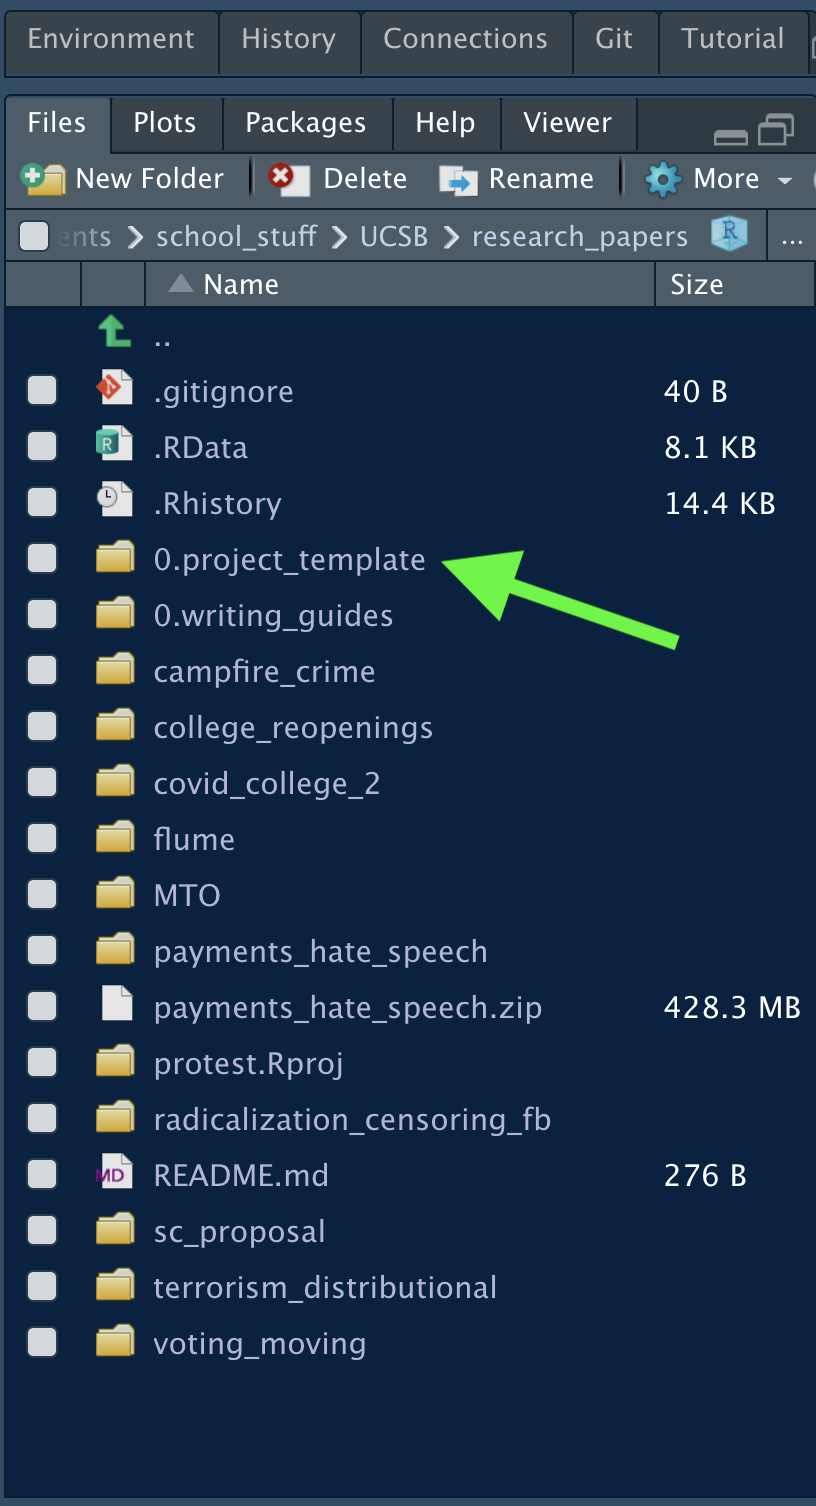 Environment History Connections Git Tutorial
Files Plots Packages Help Viewer
New Folder Delete Rename More
ents school_stuff UCSB research_papers R ...
Name Size
..
.gitignore 40 B
R .RData 8.1 KB
.Rhistory 14.4 KB
0.project_template
0.writing_guides
campfire_crime
college_reopenings
covid_college_2
flume
MTO
payments_hate_speech
payments_hate_speech.zip 428.3 MB
protest.Rproj
radicalization_censoring_fb
MD README.md 276 B
sc_proposal
terrorism_distributional
voting_moving